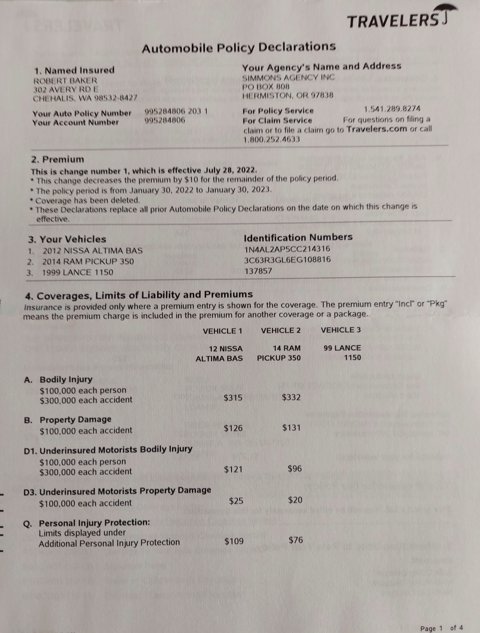 TRAVELERS
Automobile Policy Declarations
1. Named Insured
ROBERT BAKER
302 AVERY RD E
CHEHALIS, WA 98532-8427
Your Agency's Name and Address
SIMMONS AGENCY INC
PO BOX 808
HERMISTON, OR 97838
Your Auto Policy Number 995284806 203 1
Your Account Number 995284806
For Policy Service 1.541.289.8274
For Claim Service For questions on filing a
claim or to file a claim go to Travelers.com or call
1.800.252.4633
2. Premium
This is change number 1, which is effective July 28, 2022.
* This change decreases the premium by $10 for the remainder of the policy period.
* The policy period is from January 30, 2022 to January 30, 2023.
* Coverage has been deleted.
* These Declarations replace all prior Automobile Policy Declarations on the date on which this change is
effective.
3. Your Vehicles Identification Numbers
1. 2012 NISSA ALTIMA BAS 1N4AL2AP5CC214316
2. 2014 RAM PICKUP 350 3C63R3GL6EG108816
3. 1999 LANCE 1150 137857
4. Coverages, Limits of Liability and Premiums
Insurance is provided only where a premium entry is shown for the coverage. The premium entry "Incl" or "Pkg"
means the premium charge is included in the premium for another coverage or a package.
VEHICLE 1 VEHICLE 2 VEHICLE 3
12 NISSA 14 RAM 99 LANCE
ALTIMA BAS PICKUP 350 1150
A. Bodily Injury
$100,000 each person
$300,000 each accident $315 $332
B. Property Damage
$100,000 each accident $126 $131
D1. Underinsured Motorists Bodily Injury
$100,000 each person
$300,000 each accident $121 $96
D3. Underinsured Motorists Property Damage
$100,000 each accident $25 $20
Q. Personal Injury Protection:
Limits displayed under
Additional Personal Injury Protection $109 $76
Page 1 of 4